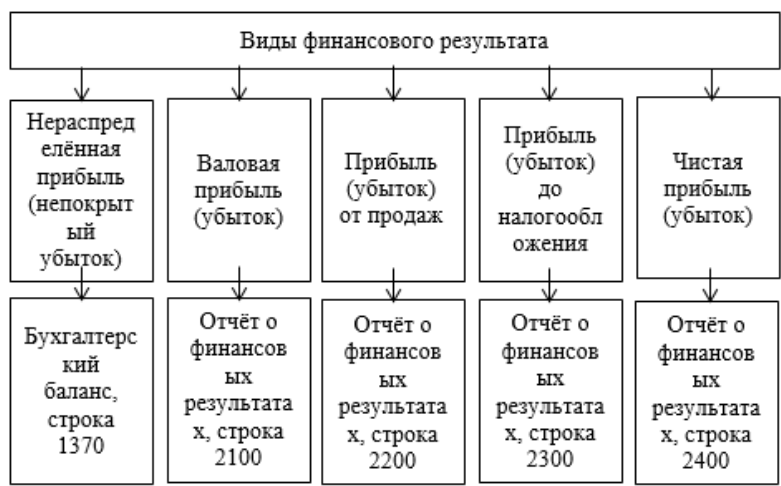 Виды финансового результата
Нераспред
елённая
прибыль
(непокрыт
ый
убыток)
Валовая
прибыль
(убыток)
Прибыль
(убыток)
от продаж
Прибыль
(убыток)
до
налогообл
ожения
Чистая
прибыль
(убыток)
Бухгалтерс
кий
баланс,
строка
1370
Отчёт о
финансов
ых
результата
х, строка
2100
Отчёт о
финансов
ых
результата
х, строка
2200
Отчёт о
финансов
ых
результата
х, строка
2300
Отчёт о
финансов
ых
результата
х, строка
2400